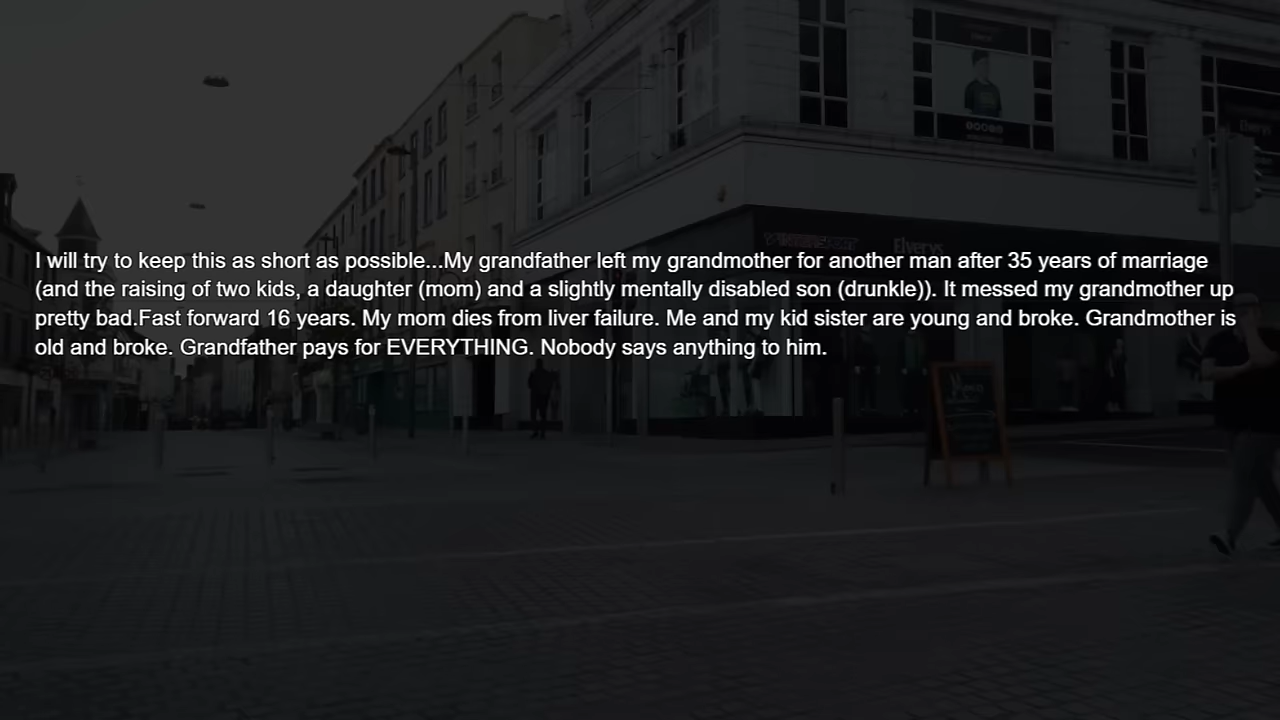 Elverys
INTERSPORT Elverys
I will try to keep this as short as possible...My grandfather left my grandmother for another man after 35 years of marriage
(and the raising of two kids, a daughter (mom) and a slightly mentally disabled son (drunkle)). It messed my grandmother up
pretty bad.Fast forward 16 years. My mom dies from liver failure. Me and my kid sister are young and broke. Grandmother is
old and broke. Grandfather pays for EVERYTHING. Nobody says anything to him.